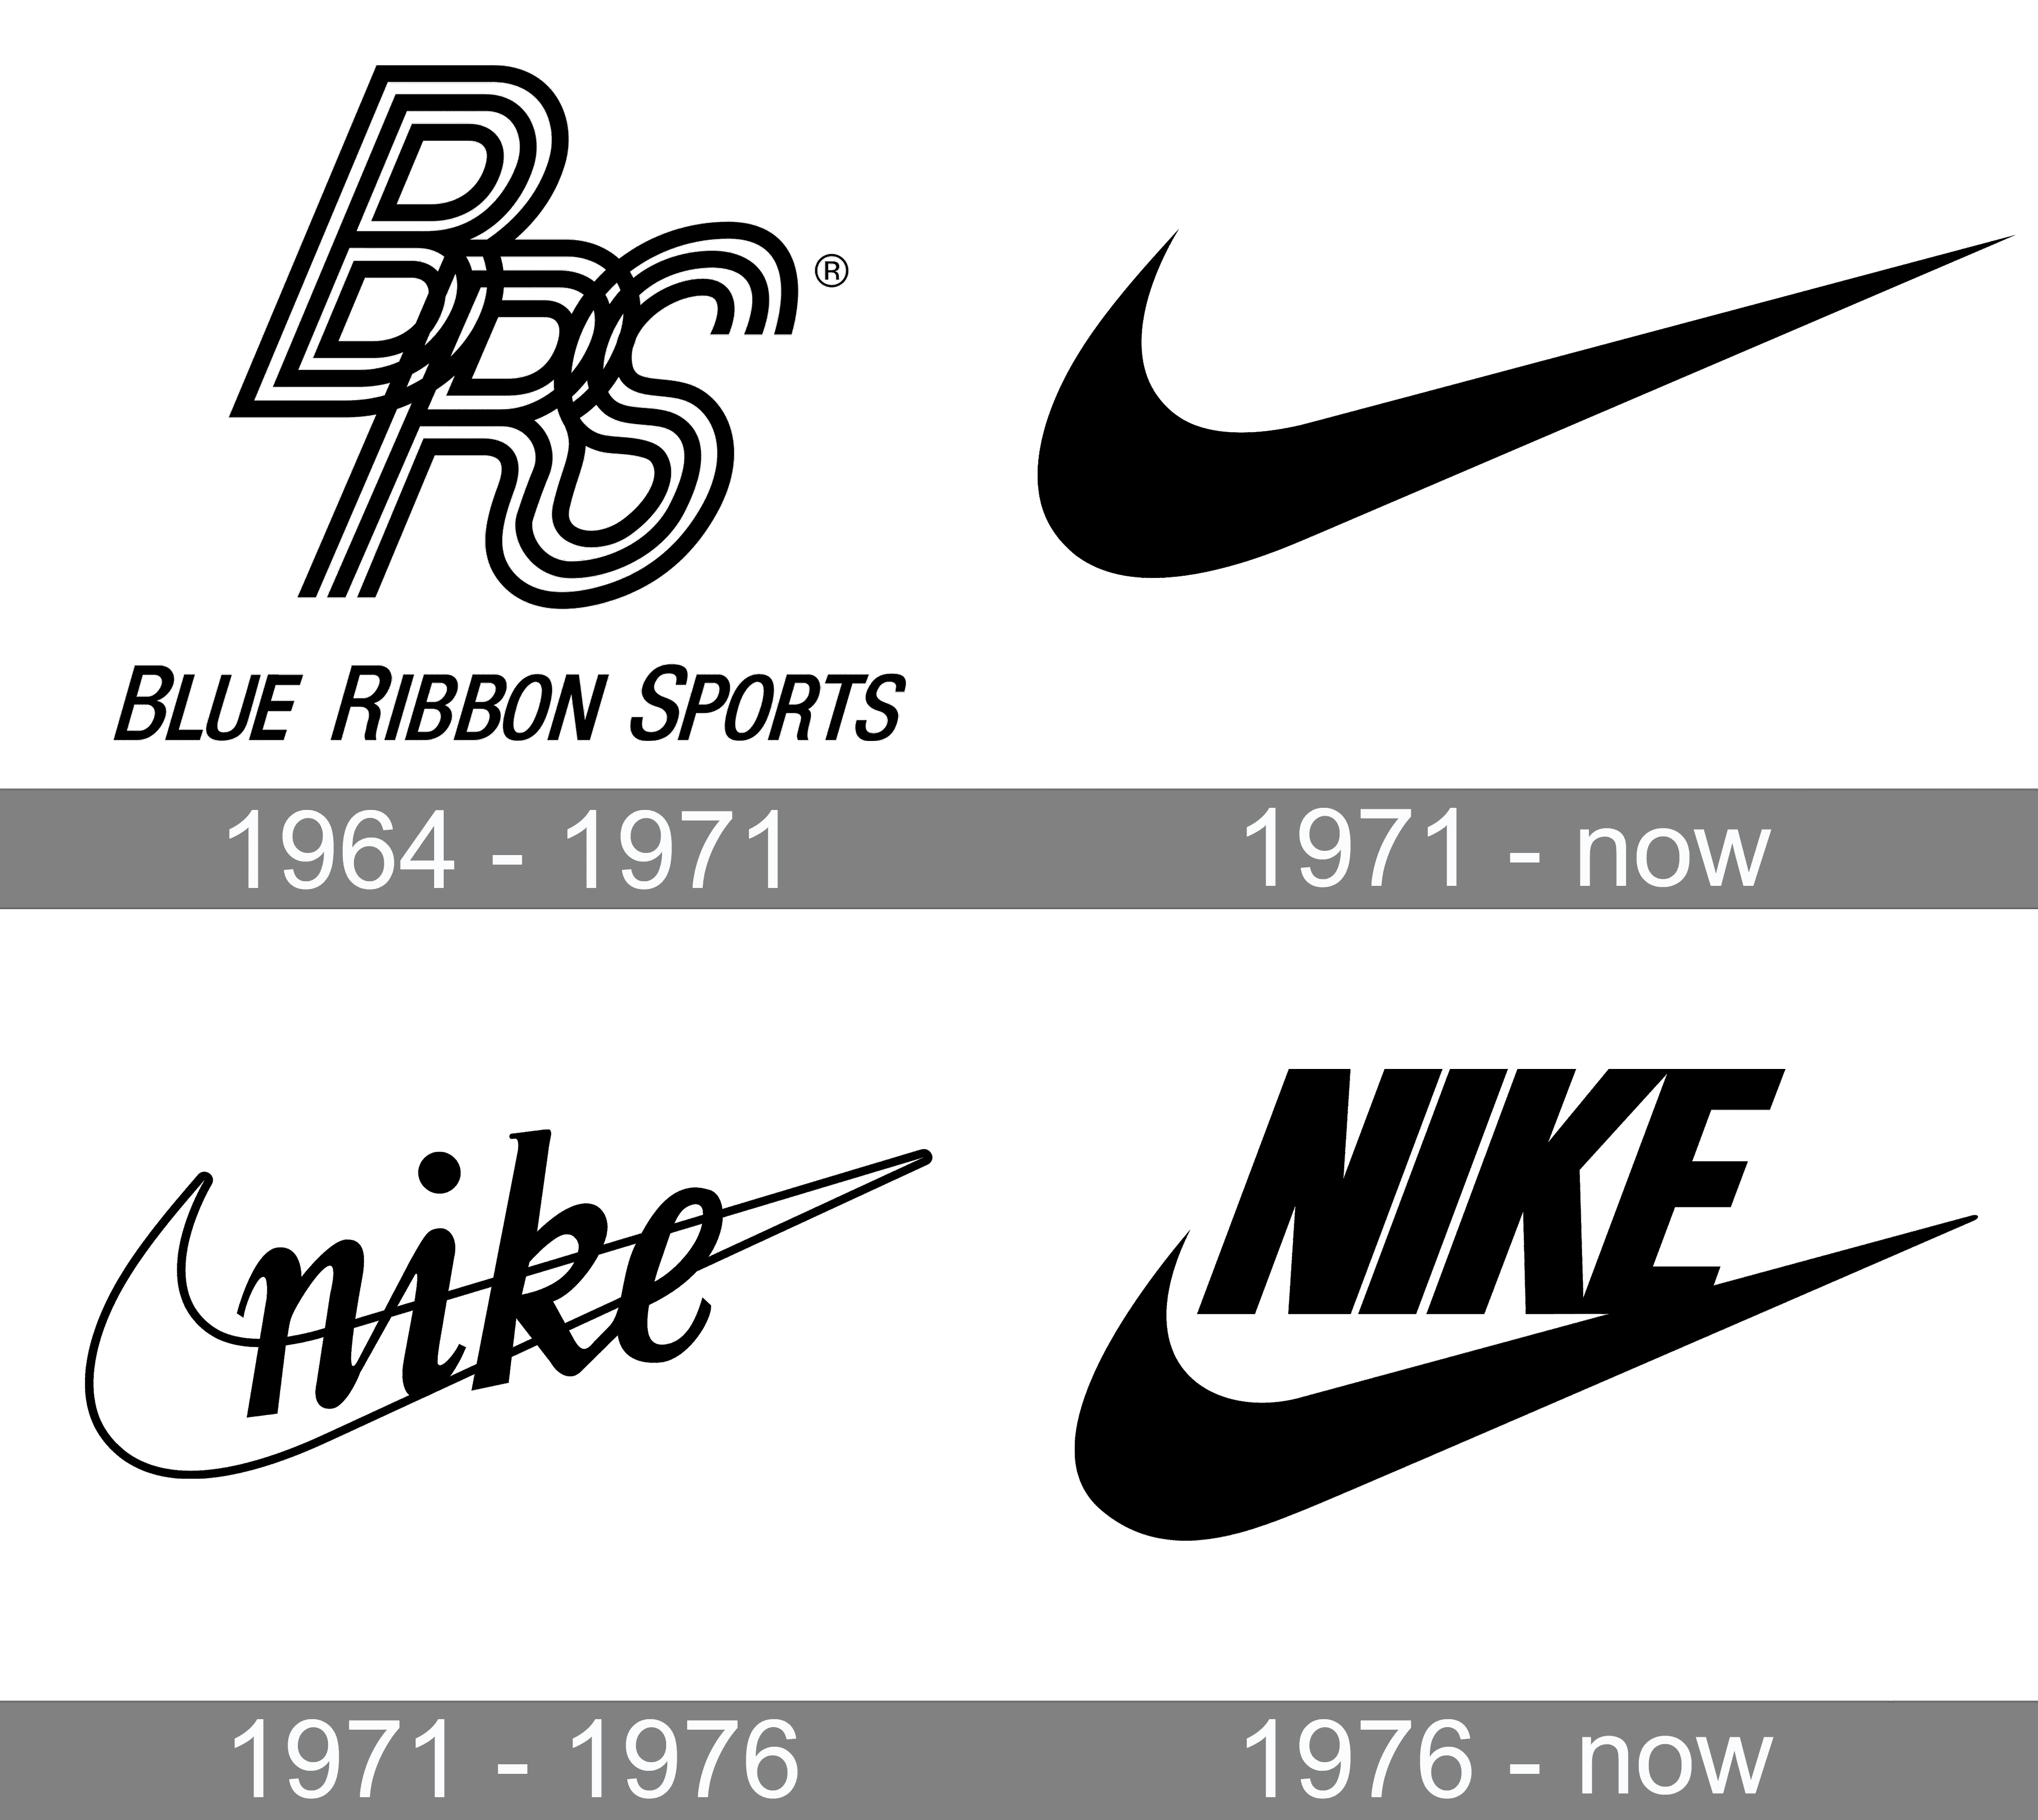 BRS ®
BLUE RIBBON SPORTS
1964 - 1971
1971 - now
nike
NIKE
1971 - 1976
1976 - now